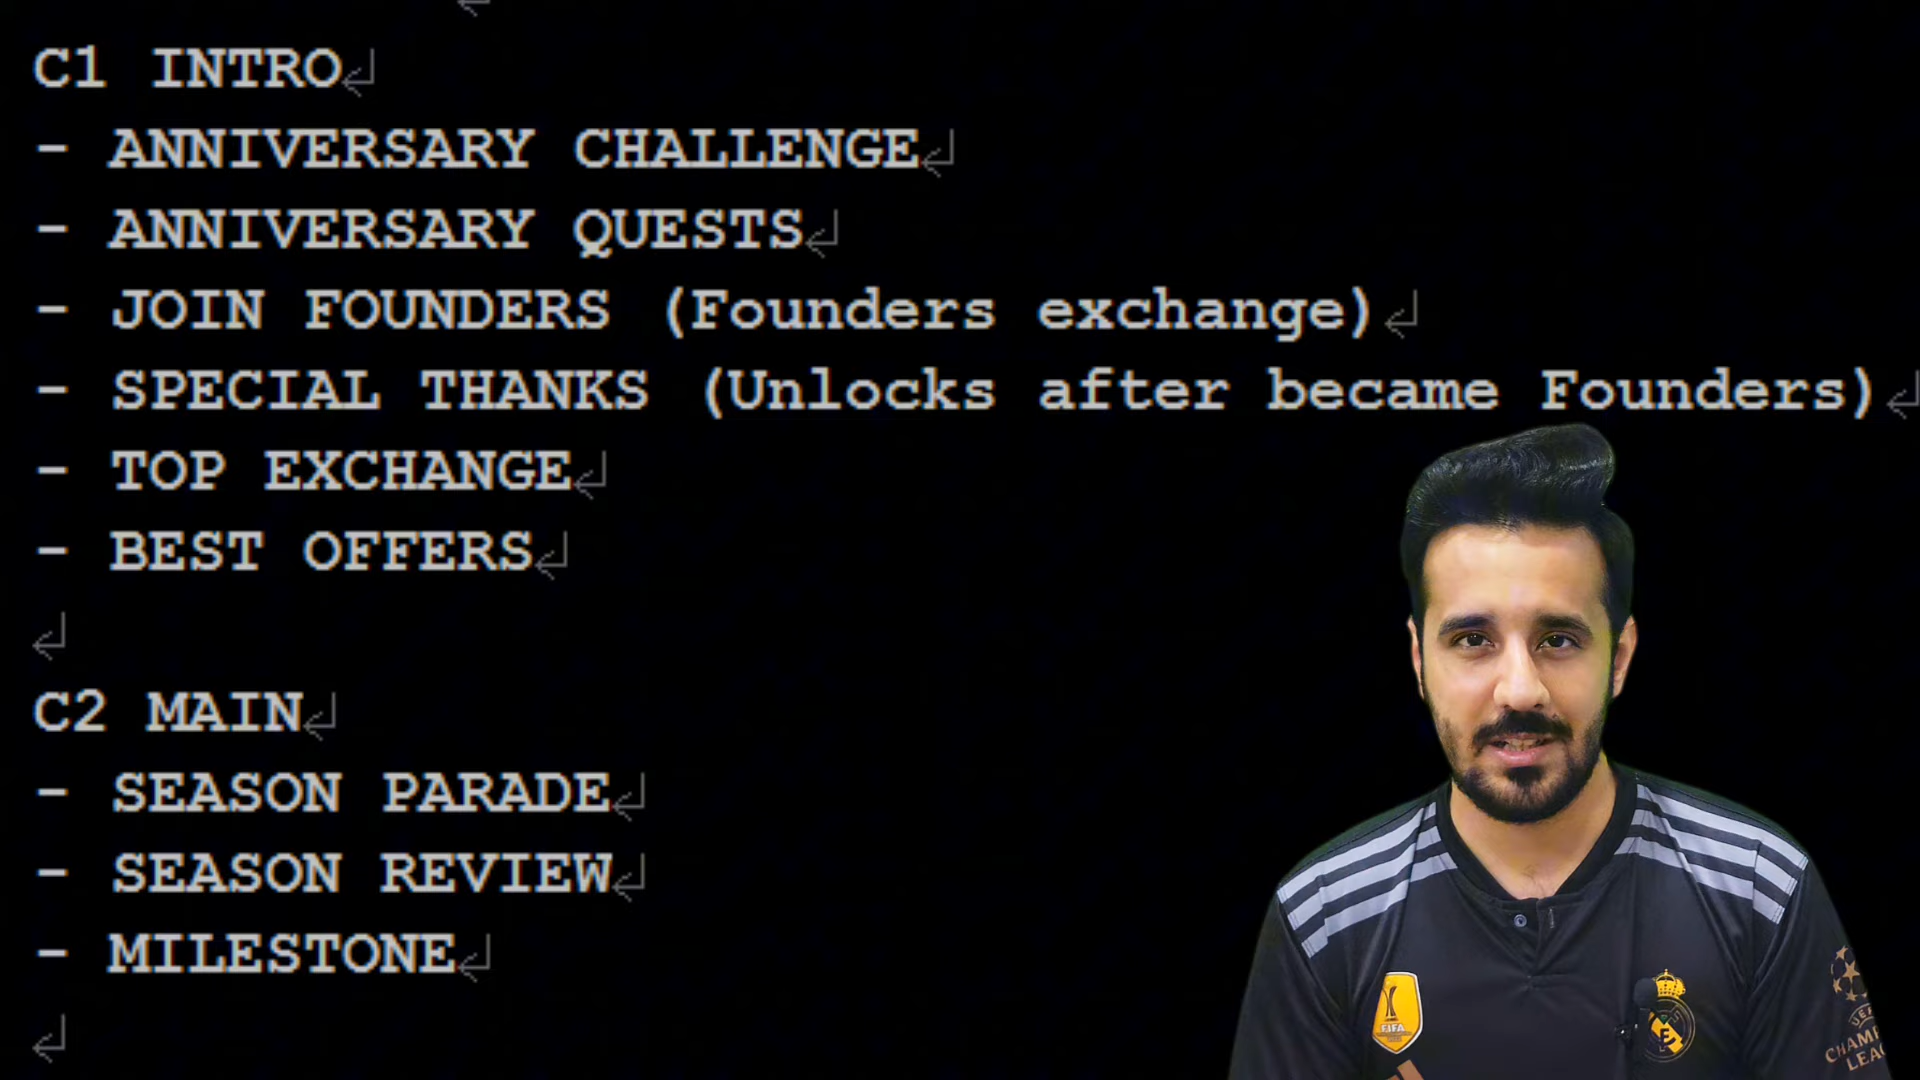 C1 INTRO
- ANNIVERSARY CHALLENGE
- ANNIVERSARY QUESTS
- JOIN FOUNDERS (Founders exchange)
- SPECIAL THANKS (Unlocks after became Founders)
- TOP EXCHANGE
- BEST OFFERS
C2 MAIN
- SEASON PARADE
- SEASON REVIEW
- MILESTONE
FIFA